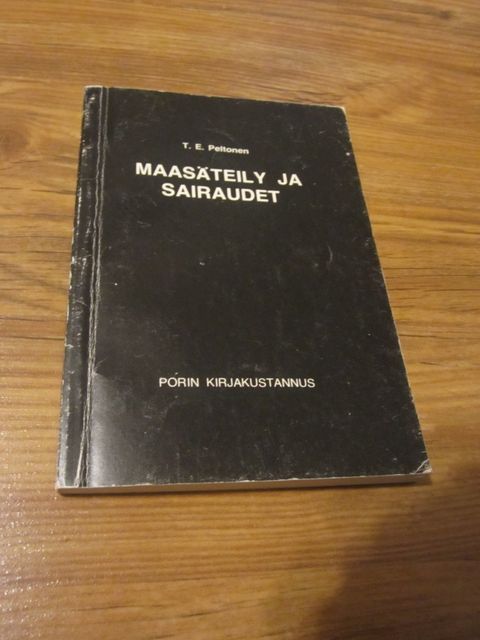 T. E. Peltonen
MAASÄTEILY JA
SAIRAUDET
PORIN KIRJAKUSTANNUS